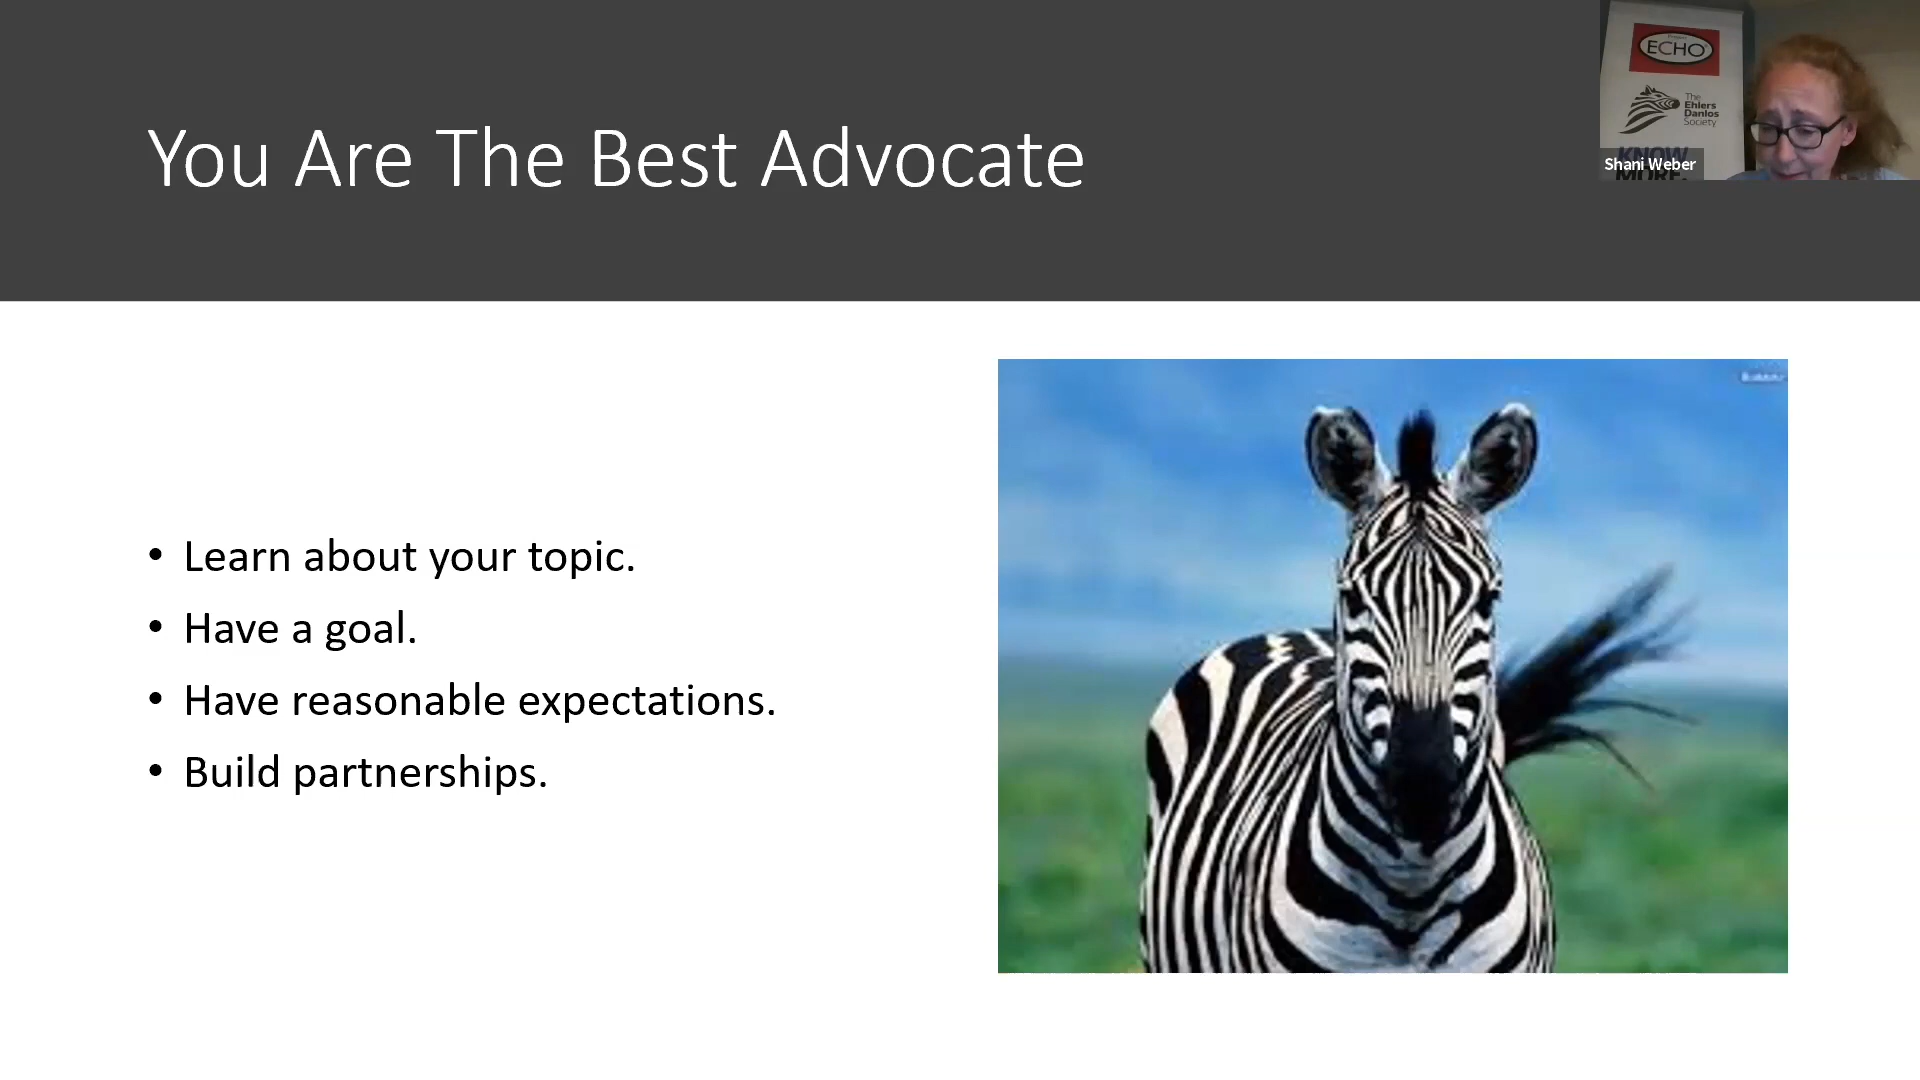 You Are The Best Advocate
ECHO
The
Ehlers
Danlos
Society
KNOW
MORE.
Shani Weber
• Learn about your topic.
• Have a goal.
• Have reasonable expectations.
• Build partnerships.